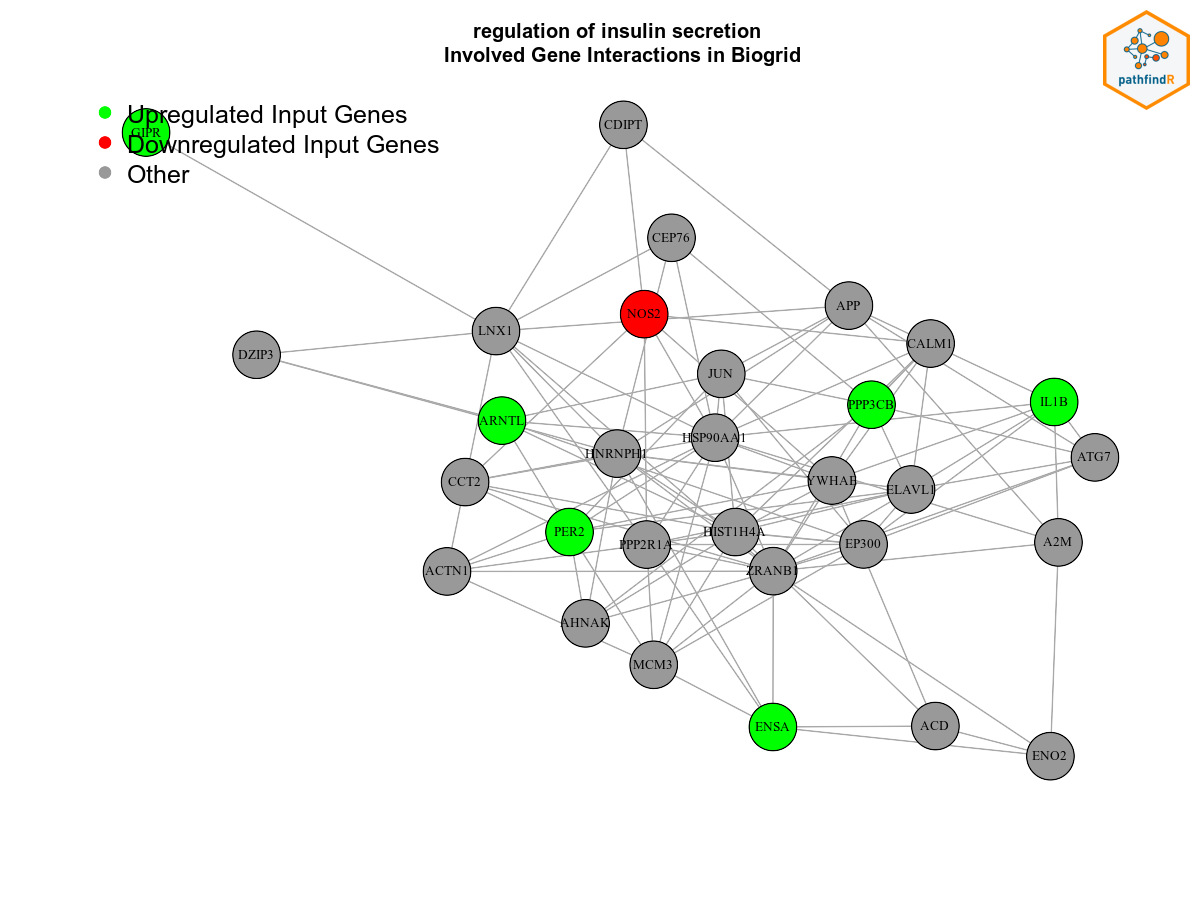 regulation of insulin secretion
Involved Gene Interactions in Biogrid
pathfindR
Upregulated Input Genes
GIPR
Downregulated Input Genes
Other
CDIPT
CEP76
APP
NOS2
LNX1
CALM1
DZIP3
JUN
PPP3CB
IL1B
ARNTL
HSP90AA1
HNRNPH1
ATG7
CCT2
YWHAE
ELAVL1
PER2
HIST1H4A
PPP2R1A
EP300
A2M
ACTN1
ZRANB1
AHNAK
MCM3
ENSA
ACD
ENO2